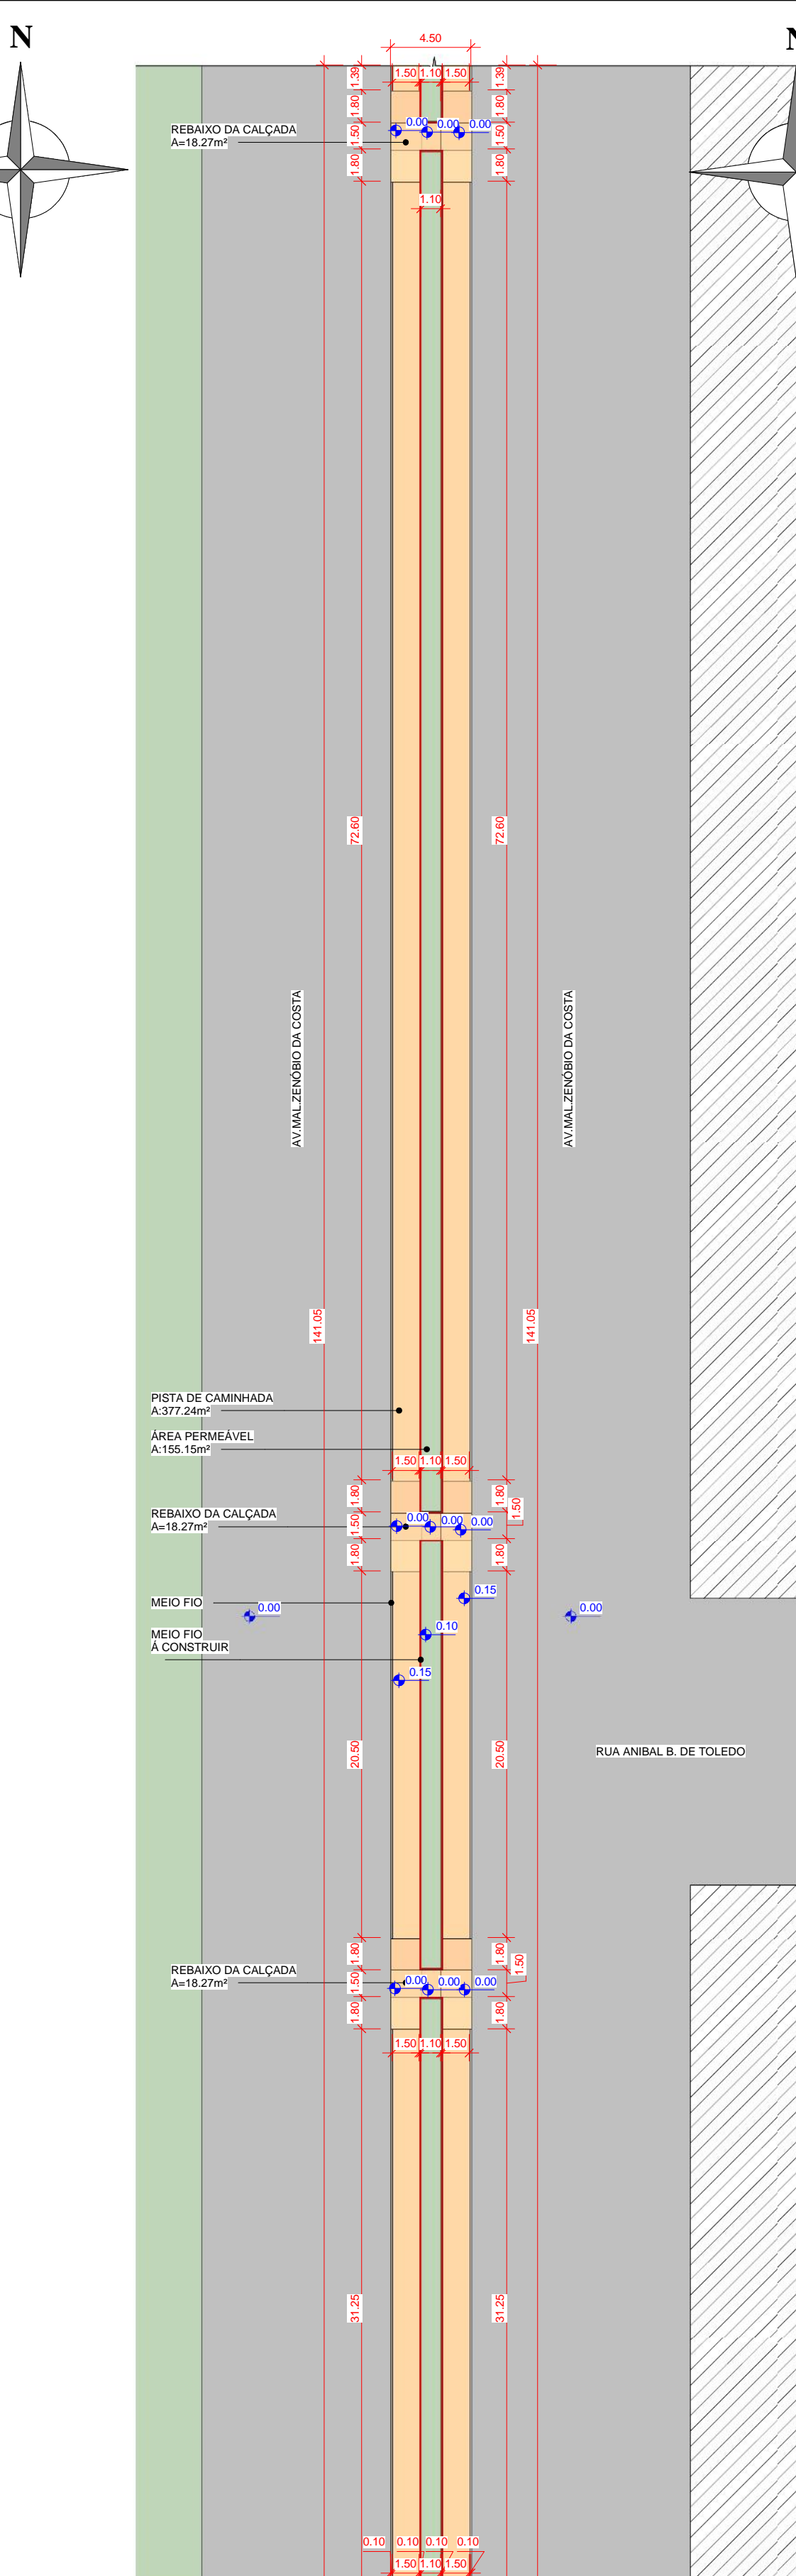 N
N
4.50
1.50 1.10 1.50
1.39
1.39
1.80
1.80
REBAIXO DA CALÇADA
A=18.27m²
0.00 0.00 0.00
1.50
1.50
1.80
1.80
1.10
72.60
72.60
AV.MAL.ZENÓBIO DA COSTA
AV.MAL.ZENÓBIO DA COSTA
141.05
141.05
PISTA DE CAMINHADA
A:377.24m²
ÁREA PERMEÁVEL
A:155.15m²
1.50 1.10 1.50
1.80
1.80
REBAIXO DA CALÇADA
A=18.27m²
0.00 0.00 0.00
1.50
1.50
1.80
1.80
0.15
MEIO FIO
0.00
0.00
0.10
MEIO FIO
Á CONSTRUIR
0.15
20.50
20.50
RUA ANIBAL B. DE TOLEDO
1.80
1.80
REBAIXO DA CALÇADA
A=18.27m²
0.00 0.00 0.00
1.50
1.50
1.80
1.80
1.50 1.10 1.50
31.25
31.25
0.10 0.10 0.10 0.10
1.50 1.10 1.50